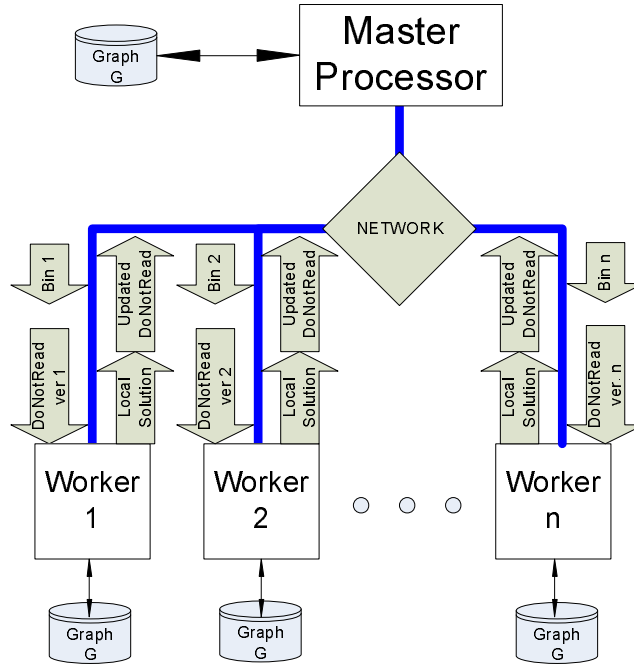 Master
Processor
Graph
G
NETWORK
Bin 1
Updated
DoNotRead
Bin 2
Updated
DoNotRead
Updated
DoNotRead
Bin n
DoNotRead
ver 1
Local
Solution
DoNotRead
ver 2
Local
Solution
Local
Solution
DoNotRead
ver. n
Worker
1
Worker
2
Worker
n
Graph
G
Graph
G
Graph
G